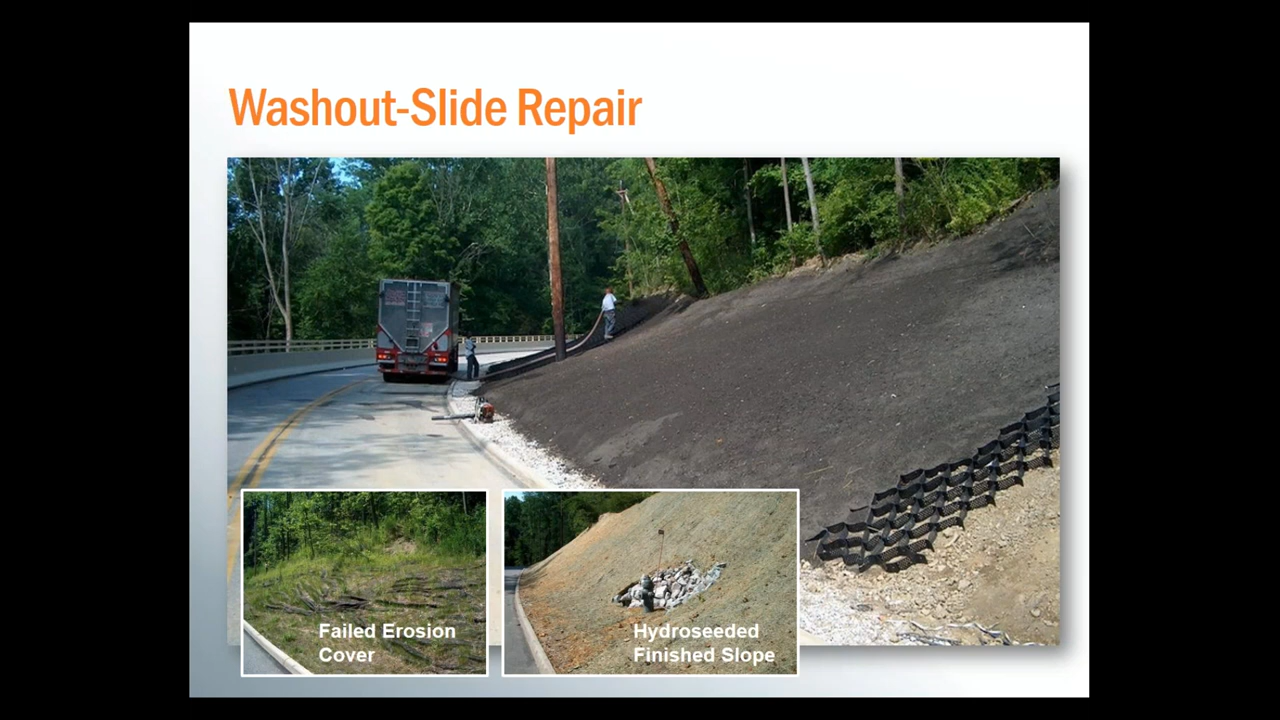 Washout-Slide Repair
Failed Erosion
Cover
Hydroseeded
Finished Slope